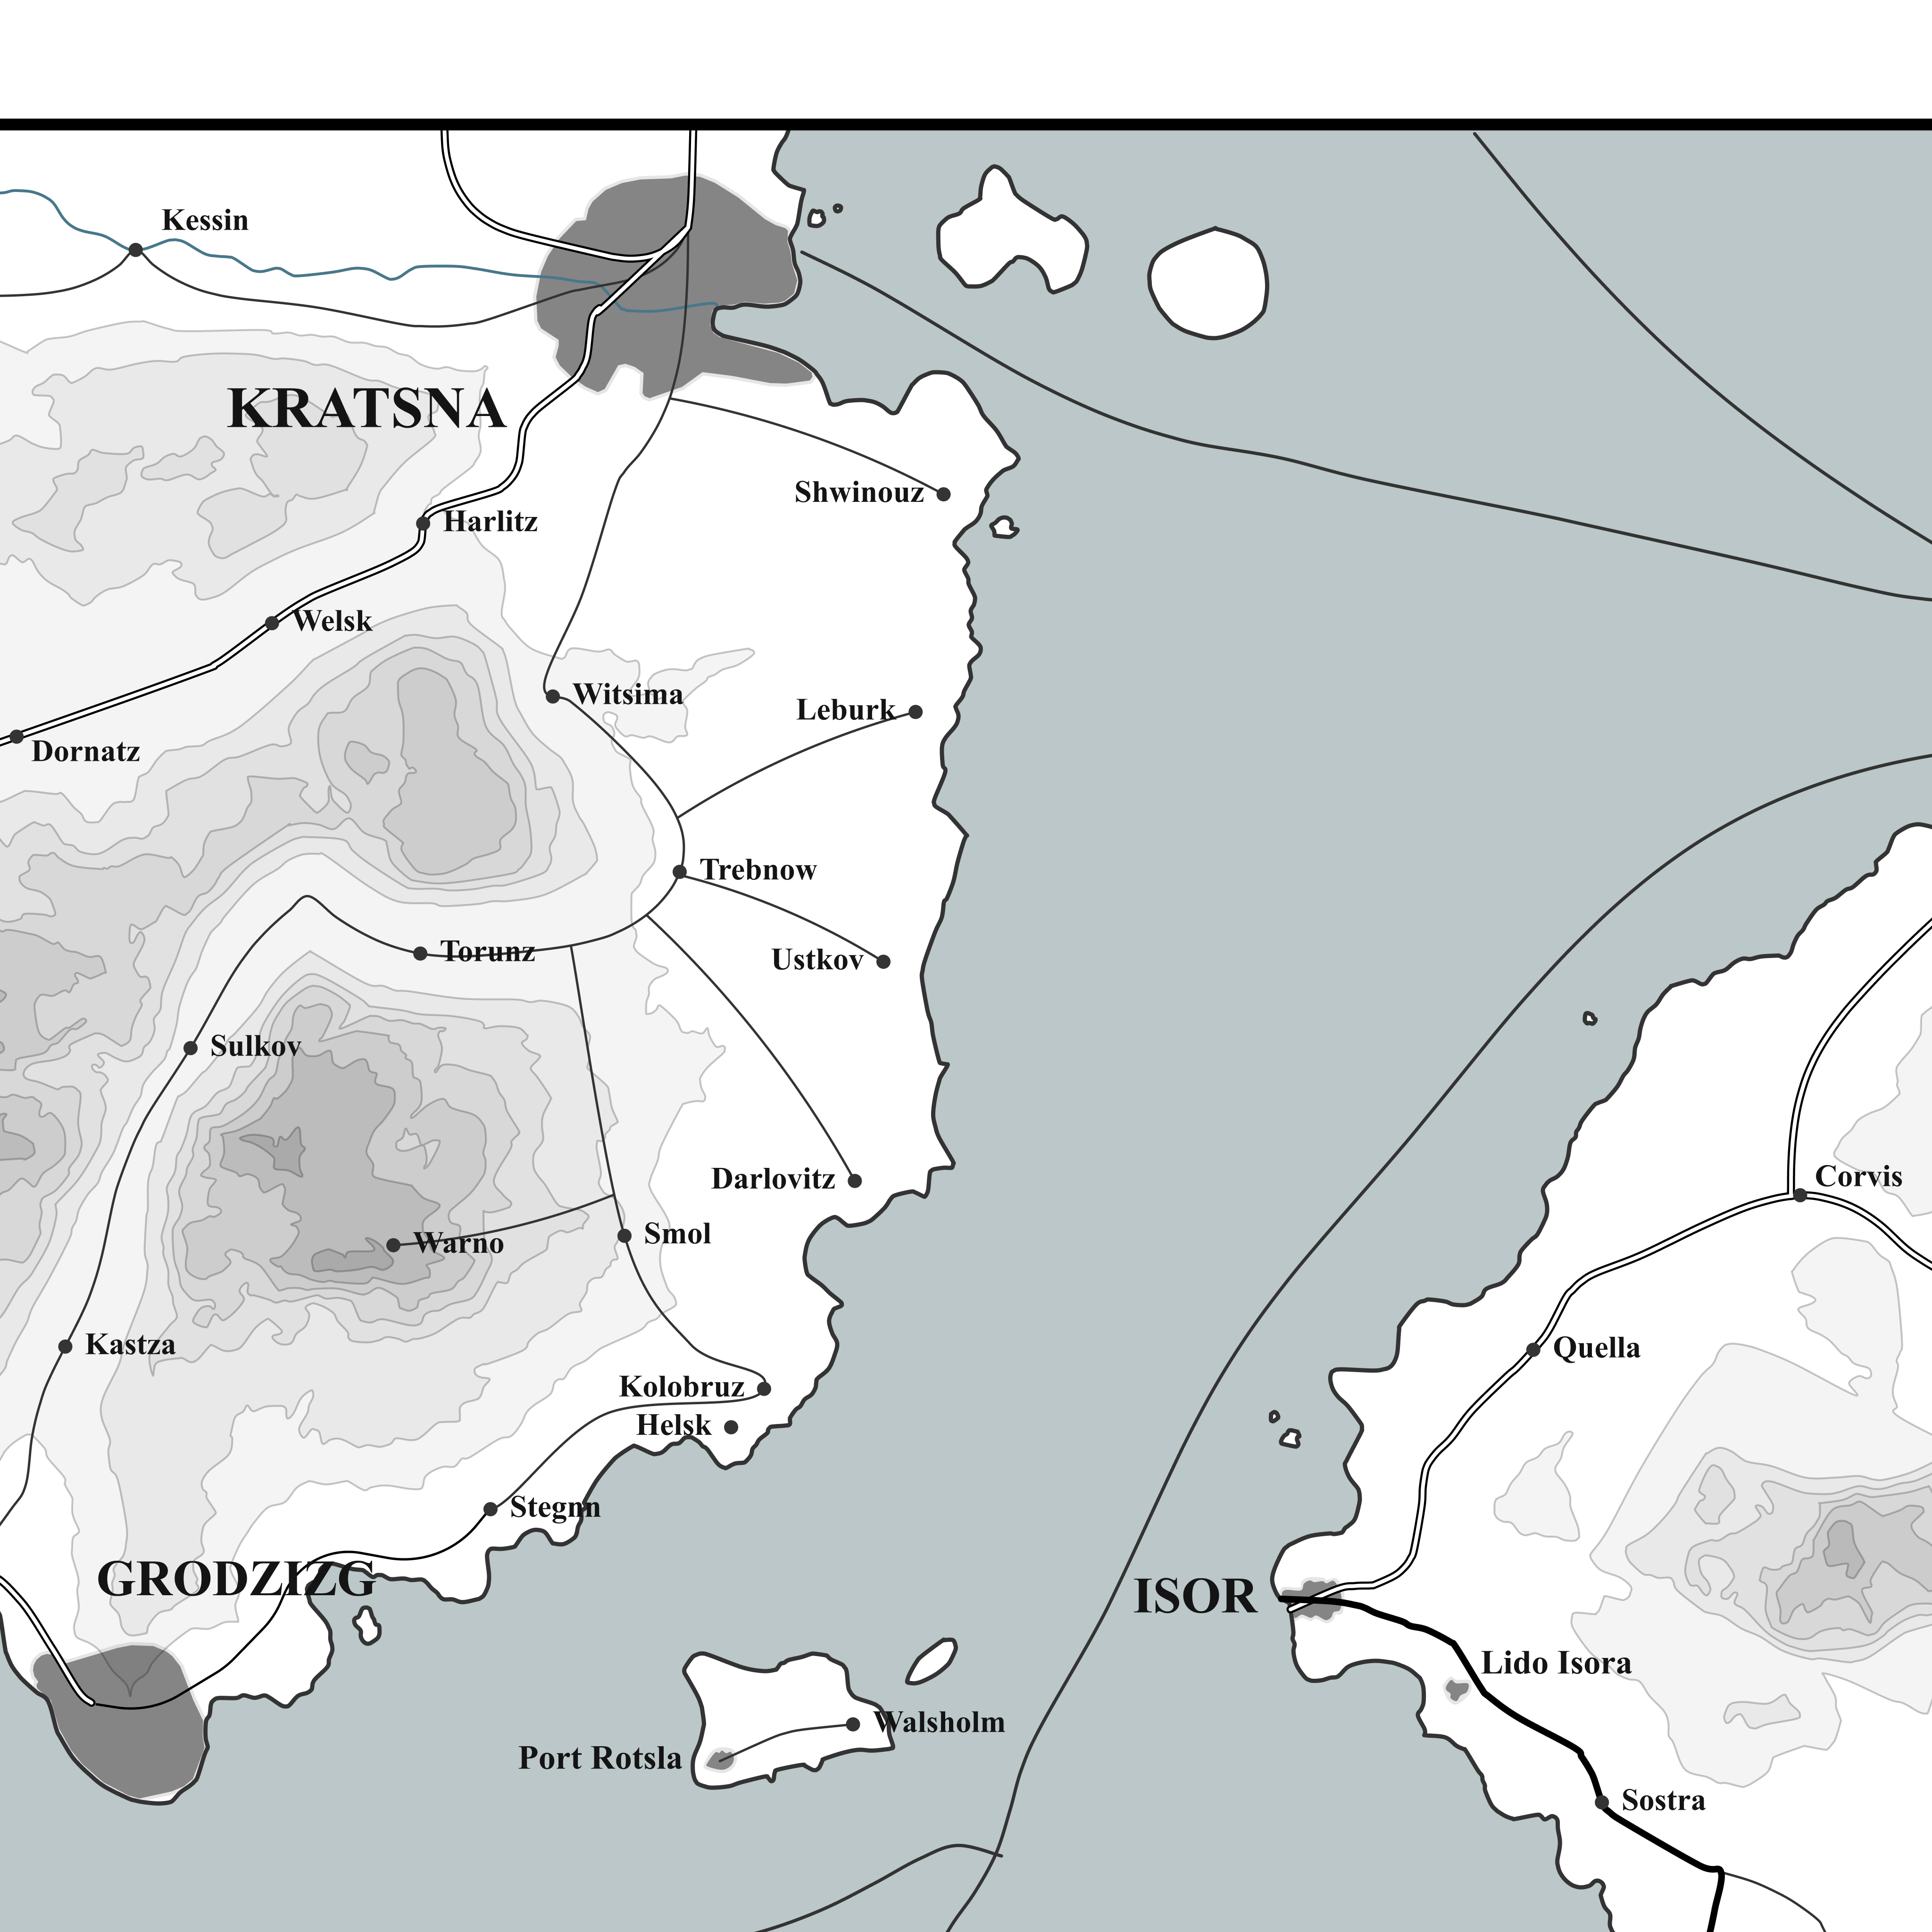 Kessin
KRATSNA
Shwinouz
Harlitz
Welsk
Witsima
Leburk
Dornatz
Trebnow
Torunz
Ustkov
Sulkov
Darlovitz
Corvis
Smol
Warno
Kastza
Quella
Kolobruz
Helsk
Stegnn
GRODZIZG
ISOR
Lido Isora
Walsholm
Port Rotsla
Sostra